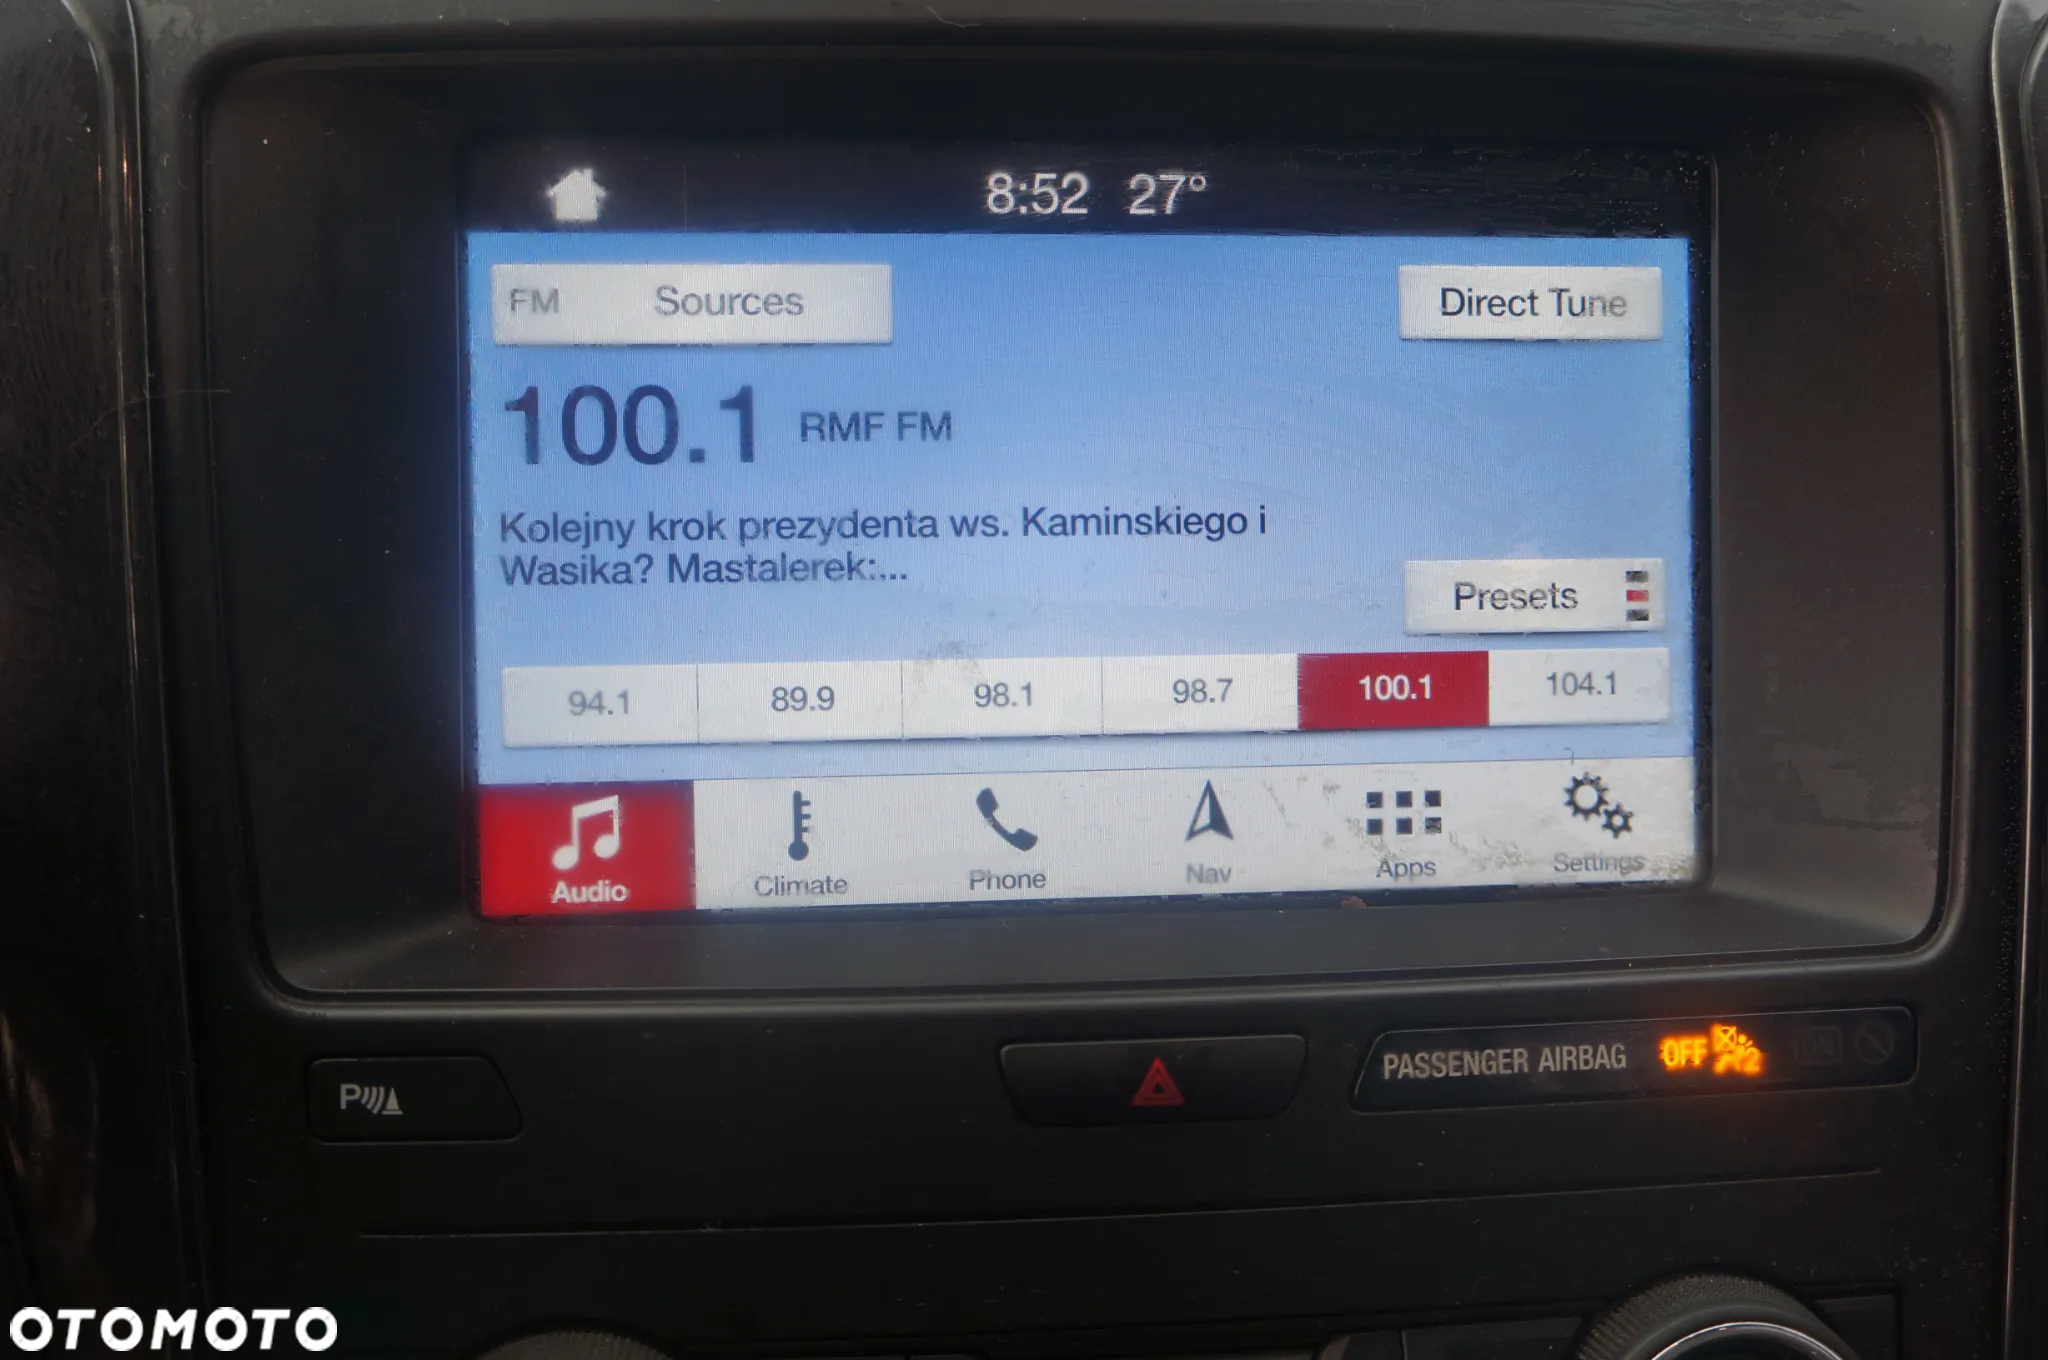 8:52 27°
FM Sources
Direct Tune
100.1 RMF FM
Kolejny krok prezydenta ws. Kaminskiego i
Wasika? Mastalerek:...
Presets
94.1 89.9 98.1 98.7 100.1 104.1
Audio Climate Phone Nav Apps Settings
P
PASSENGER AIRBAG OFF
OTOMOTO